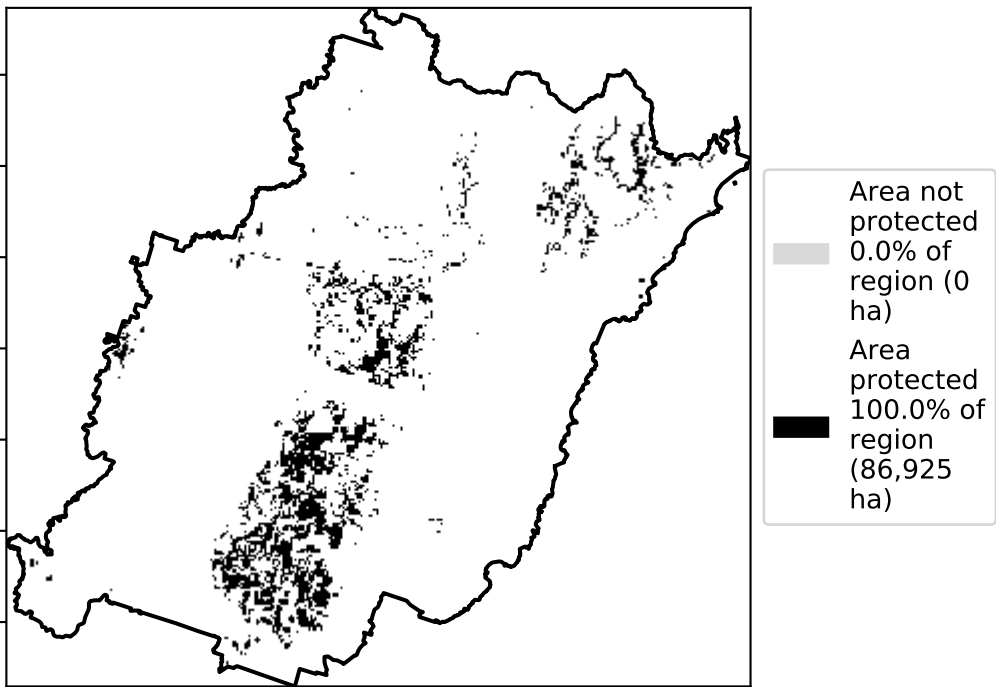 Area not
protected
0.0% of
region (0
ha)
Area
protected
100.0% of
region
(86,925
ha)